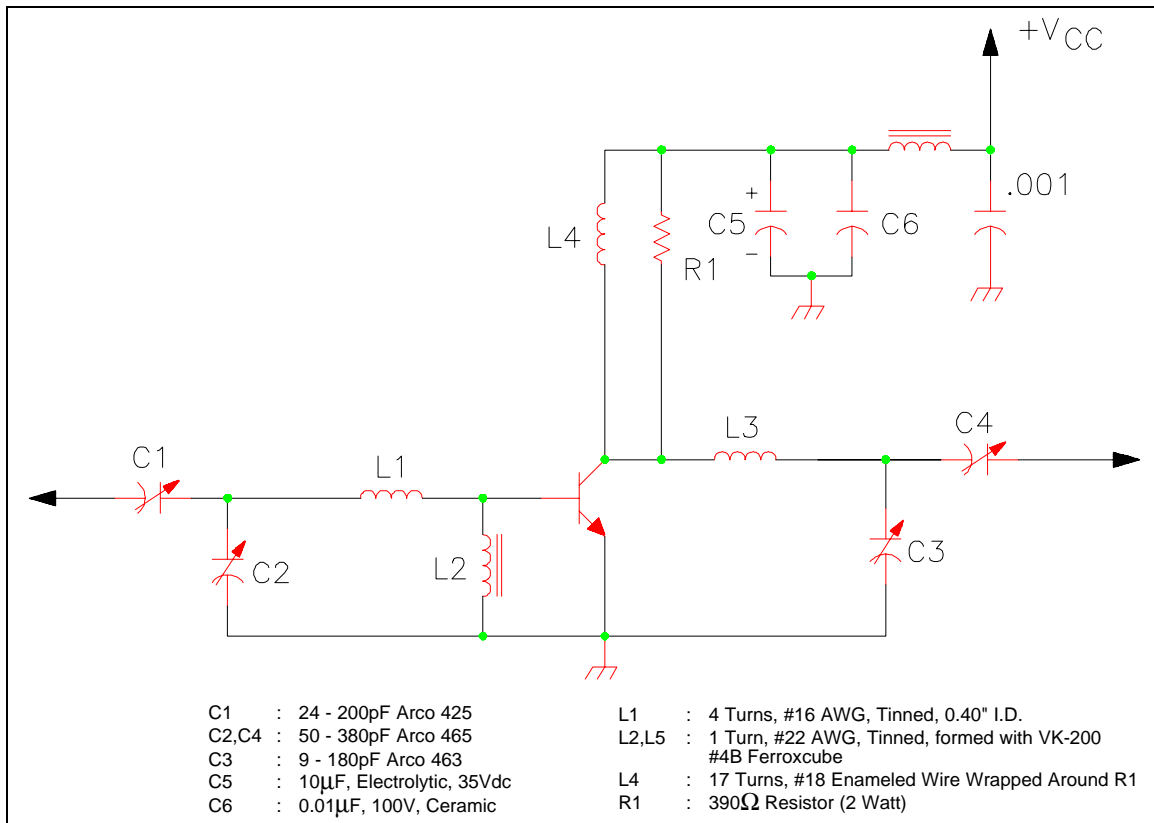 +VCC
.001
L4
R1
+
C5
−
C6
C1
L1
L3
C4
C2
L2
C3
C1 : 24 - 200pF Arco 425
C2,C4 : 50 - 380pF Arco 465
C3 : 9 - 180pF Arco 463
C5 : 10µF, Electrolytic, 35Vdc
C6 : 0.01µF, 100V, Ceramic
L1 : 4 Turns, #16 AWG, Tinned, 0.40" I.D.
L2,L5 : 1 Turn, #22 AWG, Tinned, formed with VK-200
#4B Ferroxcube
L4 : 17 Turns, #18 Enameled Wire Wrapped Around R1
R1 : 390Ω Resistor (2 Watt)